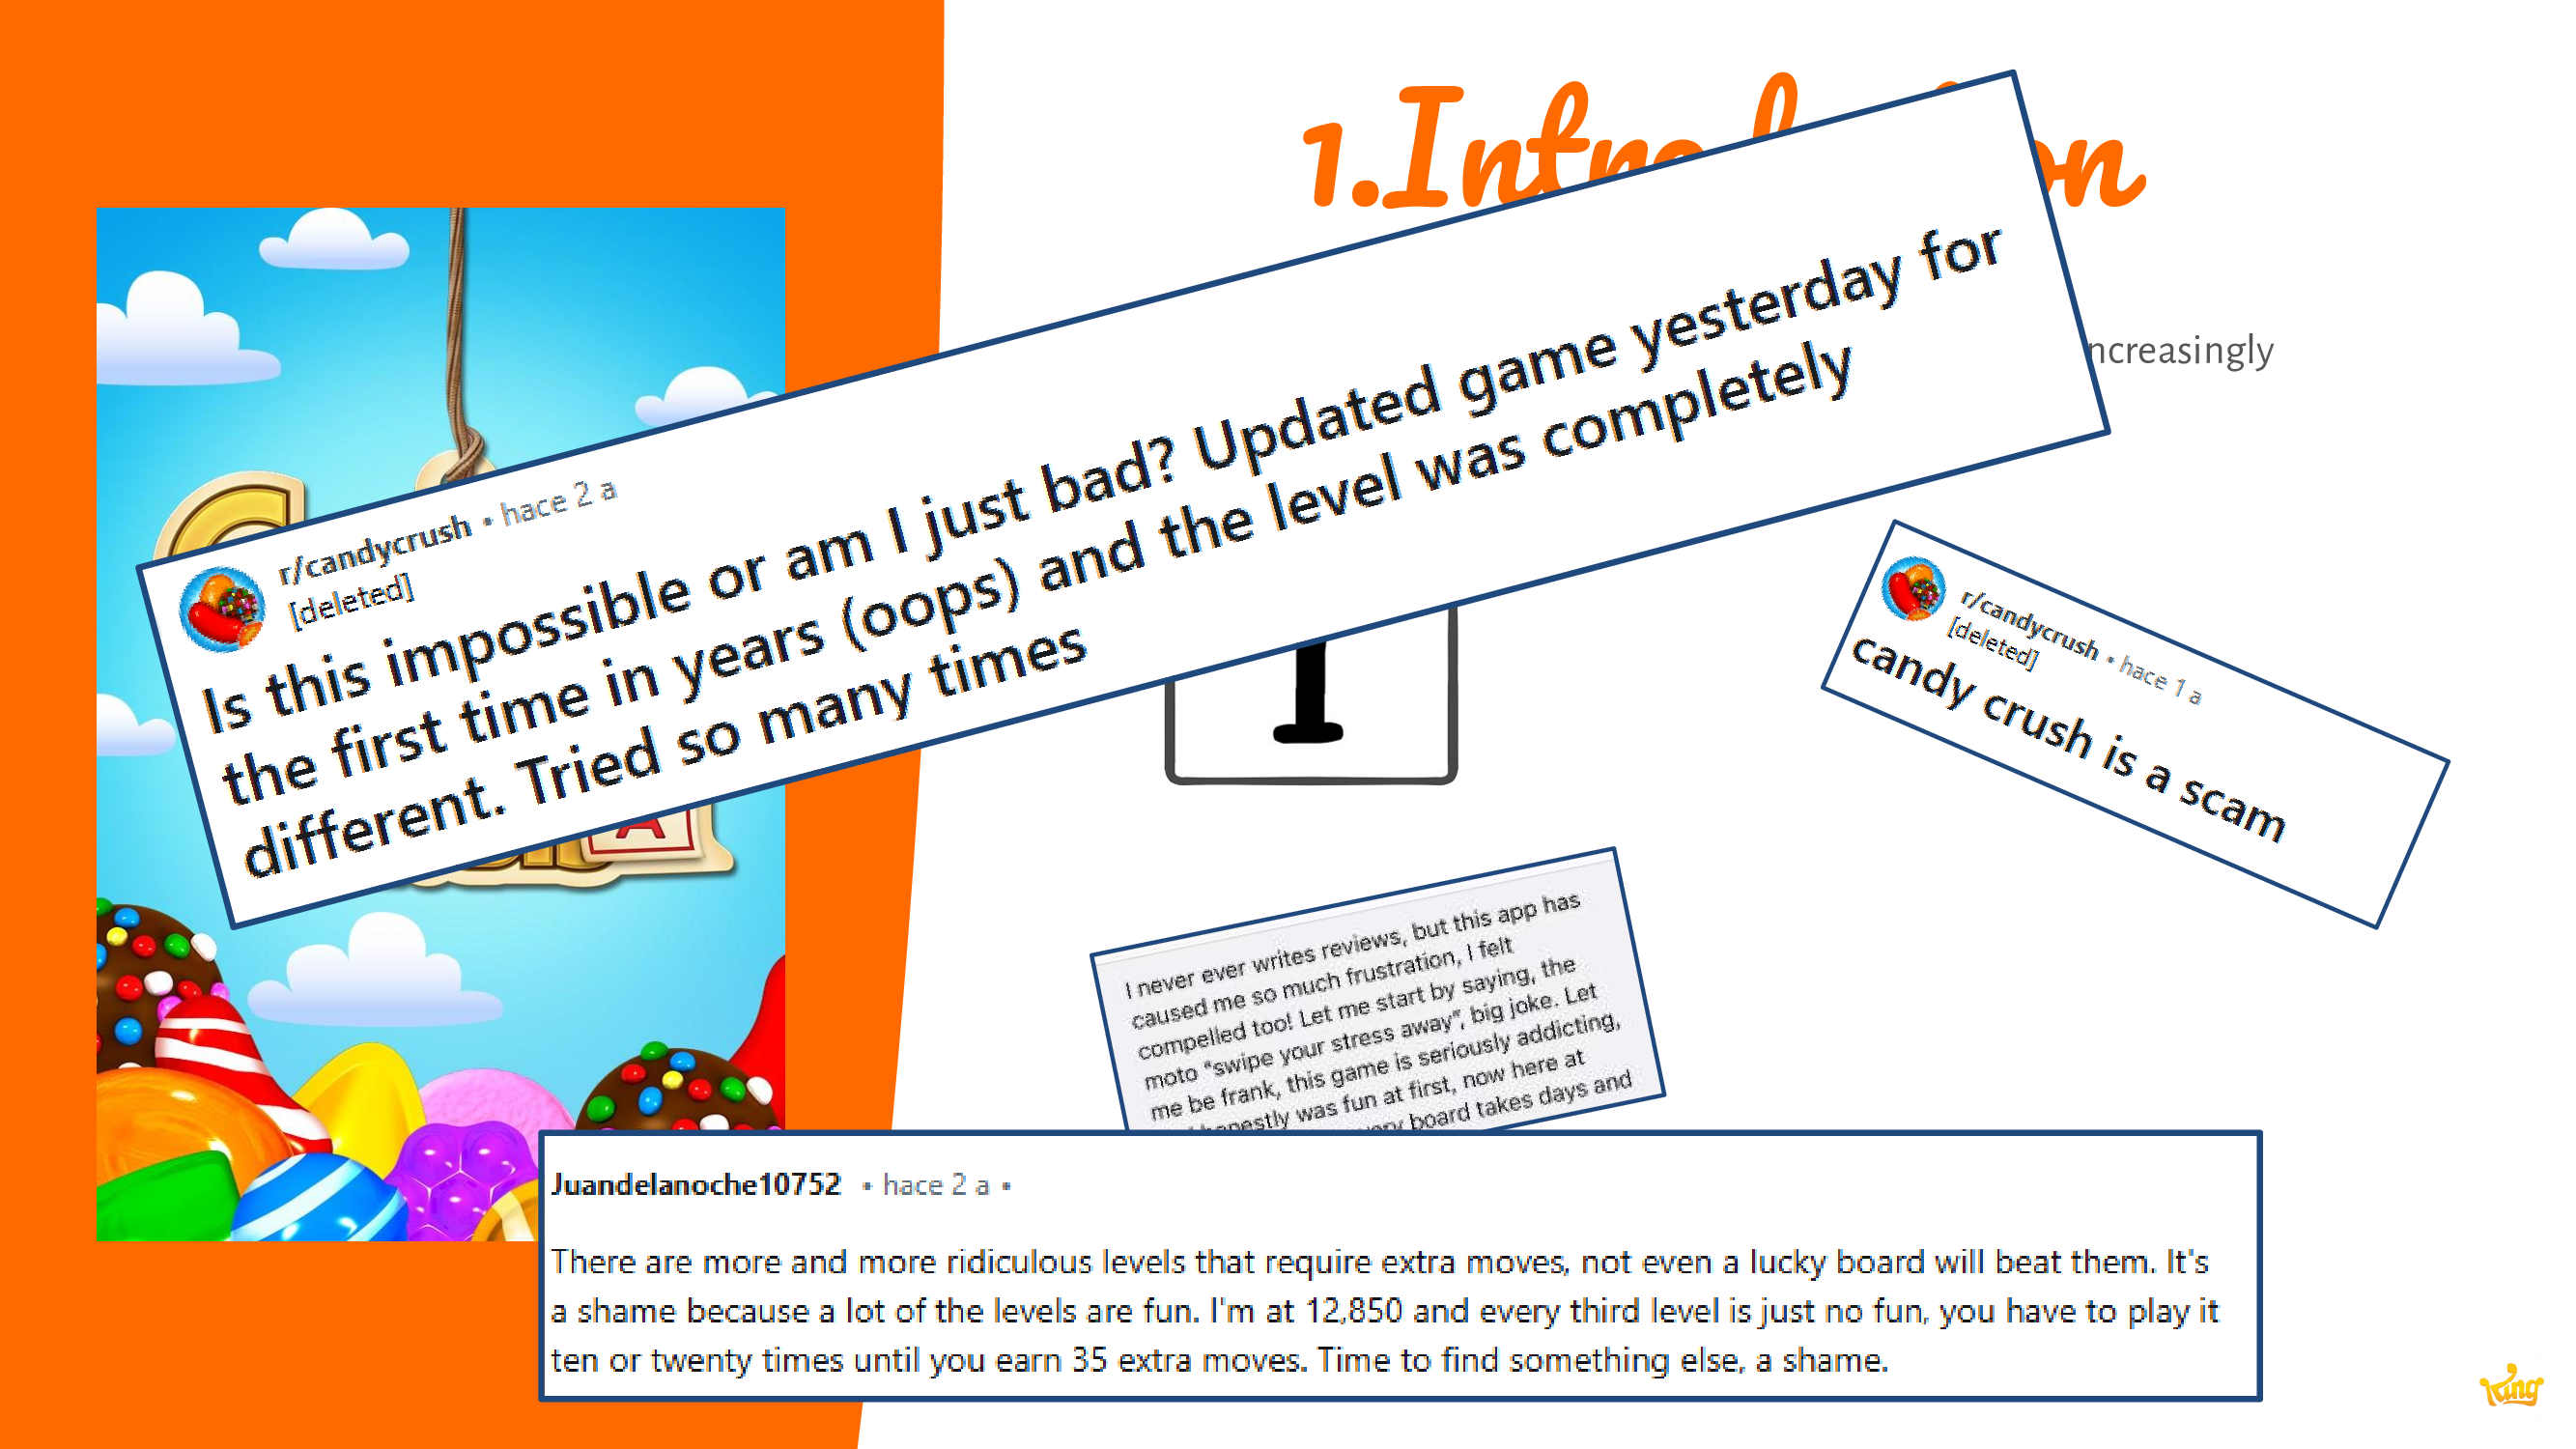 1.Intro
on
ncreasingly
r/candycrush • hace 2 a
[deleted]
Is this impossible or am I just bad? Updated game yesterday for
the first time in years (oops) and the level was completely
different. Tried so many times
r/candycrush • hace 1 a
[deleted]
candy crush is a scam
I never ever writes reviews, but this app has
caused me so much frustration, I felt
compelled too! Let me start by saying, the
moto "swipe your stress away", big joke. Let
me be frank, this game is seriously addicting,
honestly was fun at first, now here at
board takes days and
Juandelanoche10752 • hace 2 a •
There are more and more ridiculous levels that require extra moves, not even a lucky board will beat them. It's
a shame because a lot of the levels are fun. I'm at 12,850 and every third level is just no fun, you have to play it
ten or twenty times until you earn 35 extra moves. Time to find something else, a shame.
King